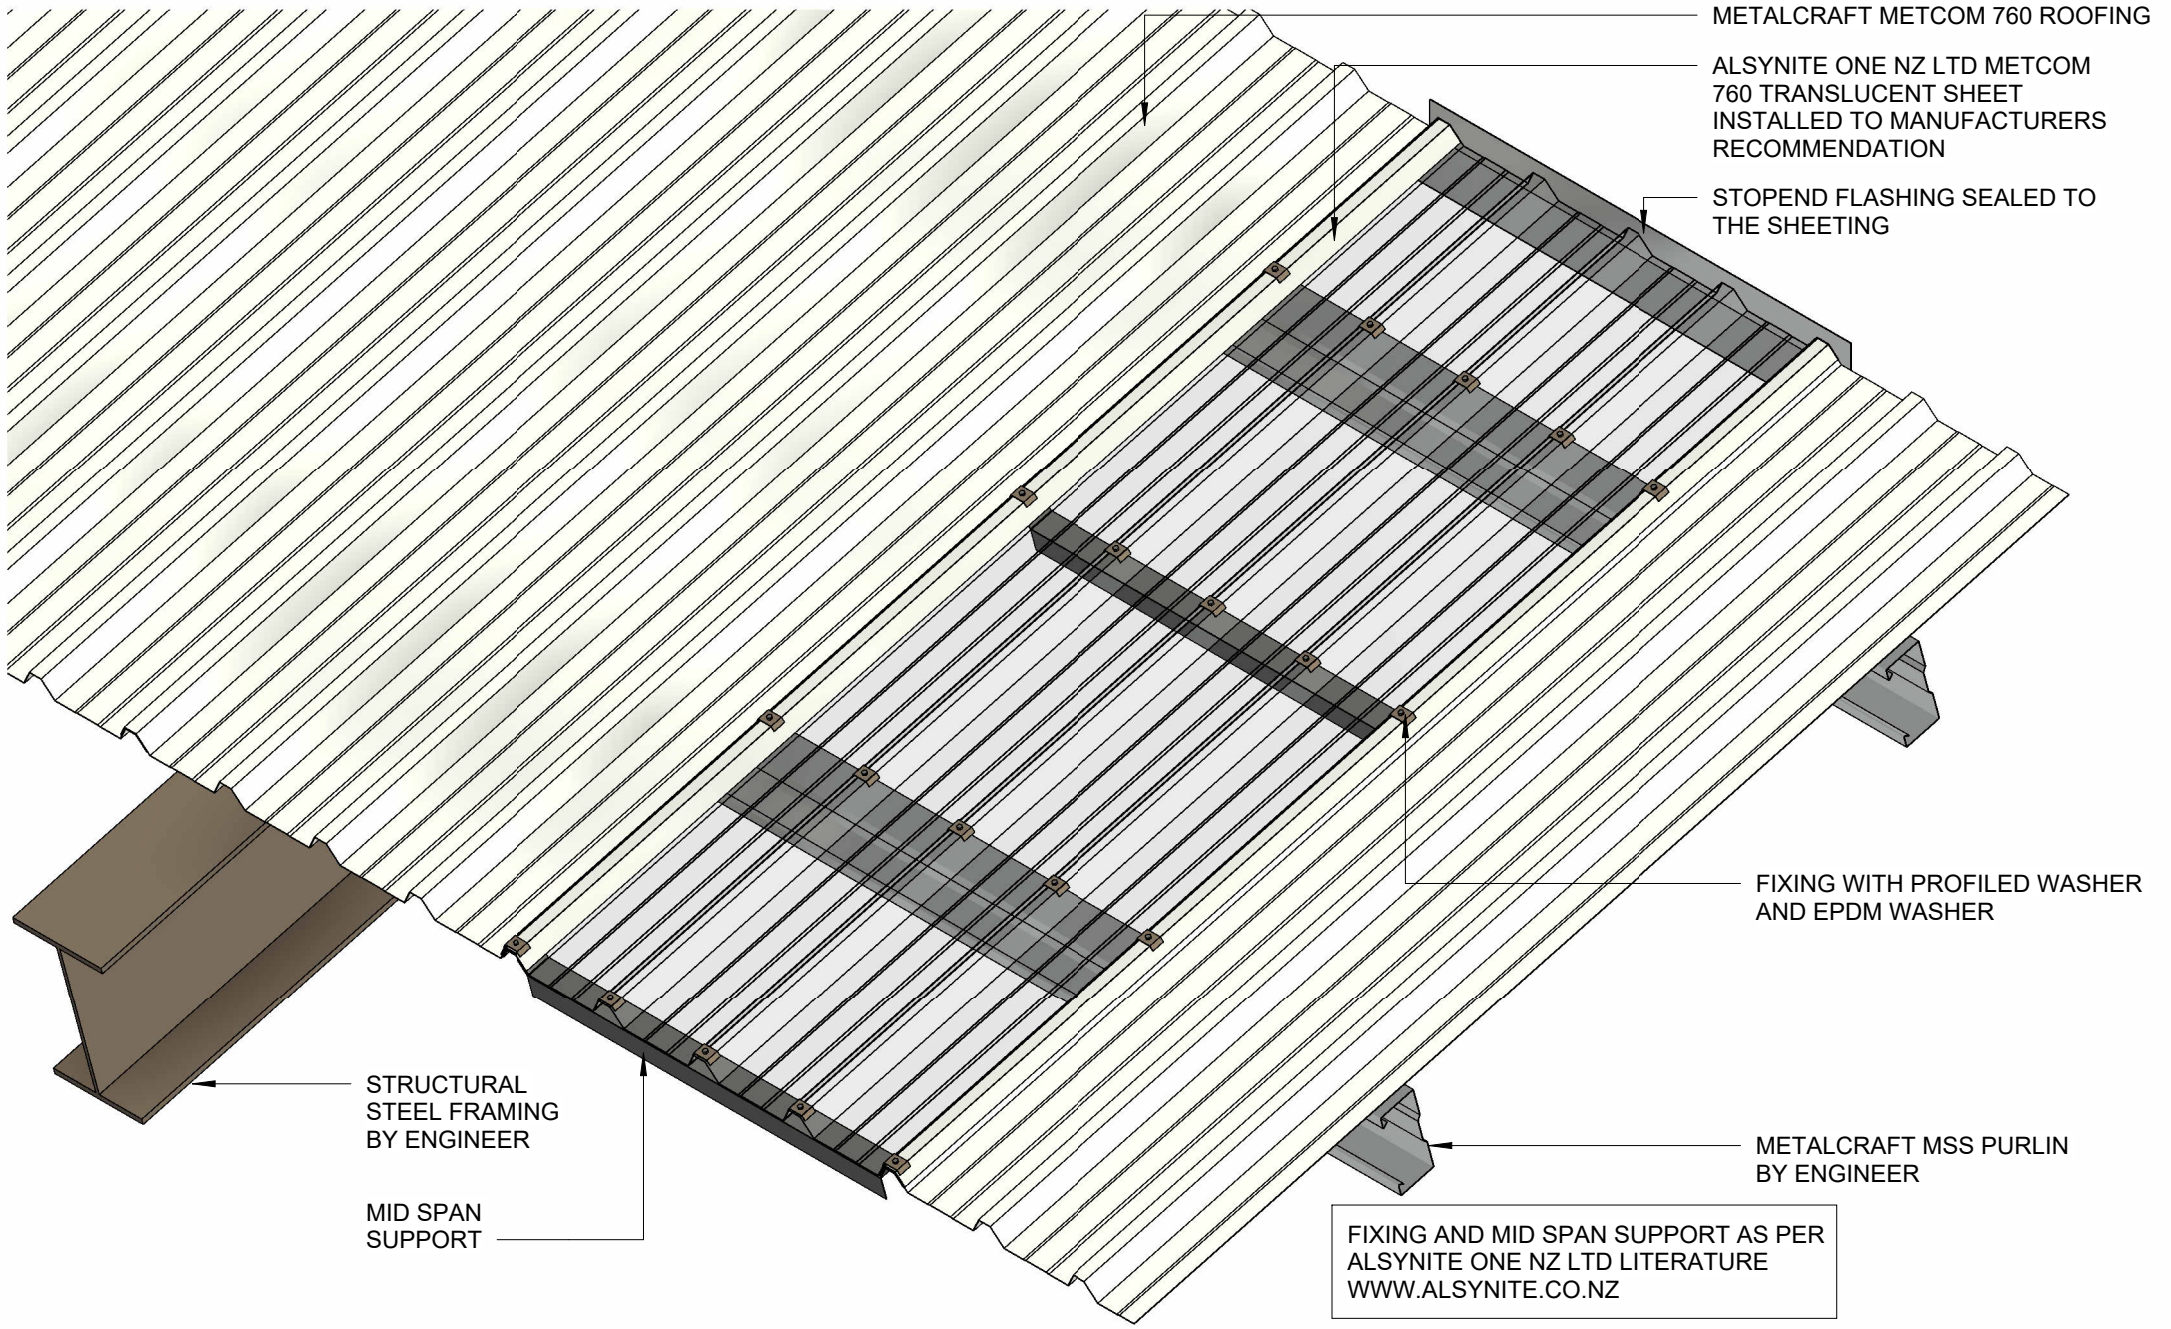 METALCRAFT METCOM 760 ROOFING
ALSYNITE ONE NZ LTD METCOM
760 TRANSLUCENT SHEET
INSTALLED TO MANUFACTURERS
RECOMMENDATION
STOPEND FLASHING SEALED TO
THE SHEETING
FIXING WITH PROFILED WASHER
AND EPDM WASHER
STRUCTURAL
STEEL FRAMING
BY ENGINEER
METALCRAFT MSS PURLIN
BY ENGINEER
MID SPAN
SUPPORT
FIXING AND MID SPAN SUPPORT AS PER
ALSYNITE ONE NZ LTD LITERATURE
WWW.ALSYNITE.CO.NZ